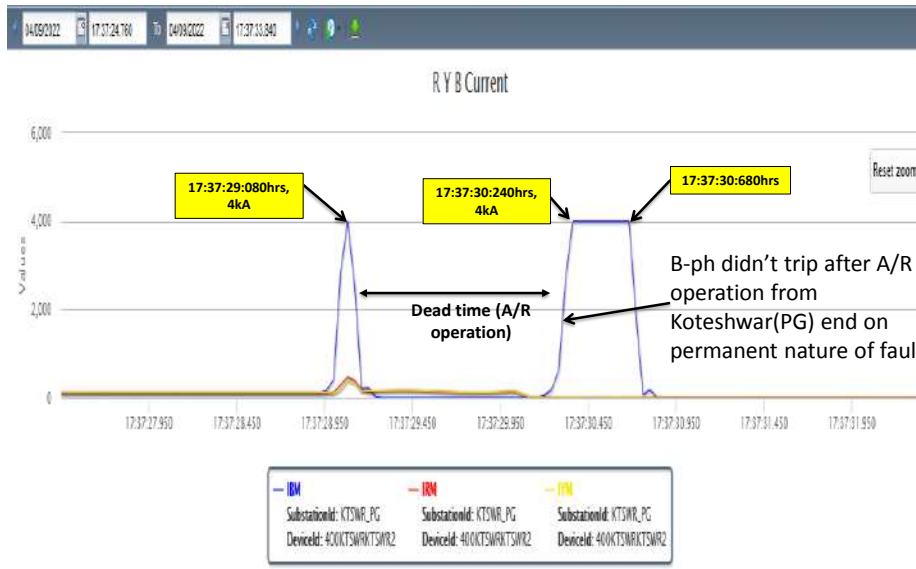 04/09/2022 17:37:24.760 To 04/09/2022 17:37:33.840
R Y B Current
6,000
Reset zoom
17:37:29:080hrs,
4kA
17:37:30:240hrs,
4kA
17:37:30:680hrs
4,000
Values
B-ph didn't trip after A/R
operation from
Koteshwar(PG) end on
permanent nature of faul
Dead time (A/R
operation)
2,000
0
17:37:27.950 17:37:28.450 17:37:28.950 17:37:29.450 17:37:29.950 17:37:30.450 17:37:30.950 17:37:31.450 17:37:31.950
IBM IRM IYM
SubstationId: KTSWR_PG SubstationId: KTSWR_PG SubstationId: KTSWR_PG
DeviceId: 400KTSWRKTSWR2 DeviceId: 400KTSWRKTSWR2 DeviceId: 400KTSWRKTSWR2